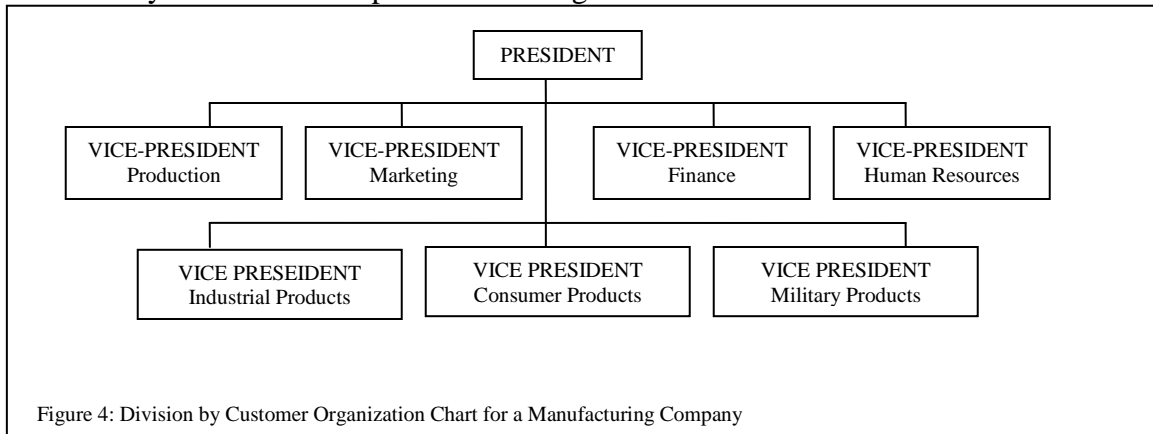 PRESIDENT
VICE-PRESIDENT
Production
VICE-PRESIDENT
Marketing
VICE-PRESIDENT
Finance
VICE-PRESIDENT
Human Resources
VICE PRESEIDENT
Industrial Products
VICE PRESIDENT
Consumer Products
VICE PRESIDENT
Military Products
Figure 4: Division by Customer Organization Chart for a Manufacturing Company